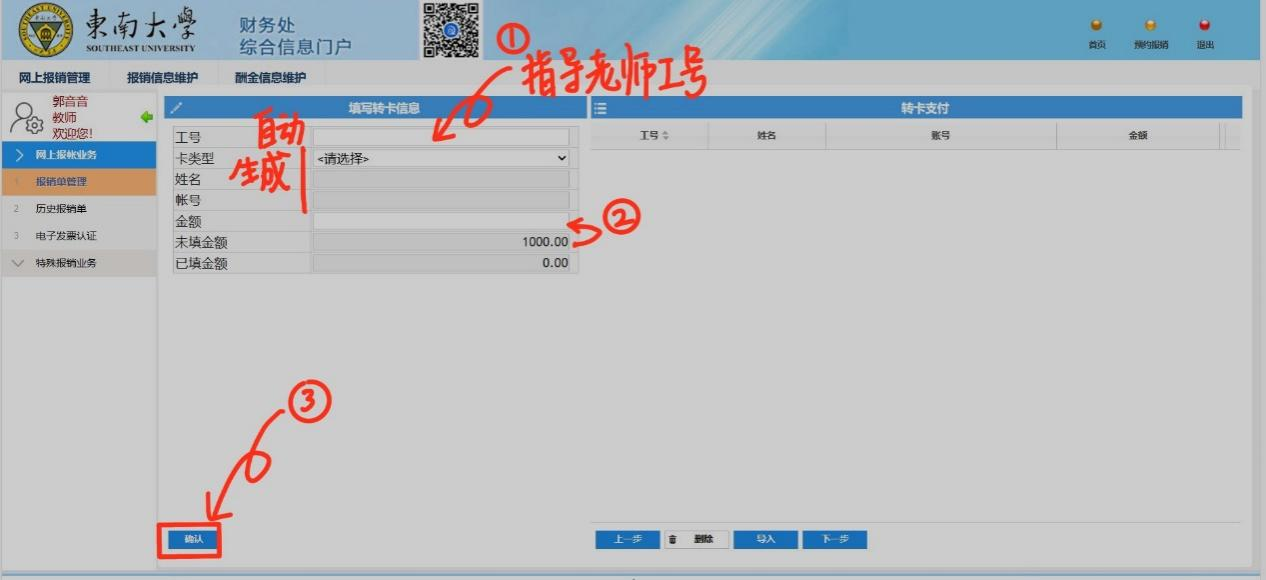 東南大學
SOUTHEAST UNIVERSITY
财务处
综合信息门户
首页
预约报销
退出
网上报销管理
报销信息维护
酬金信息维护
郭音音
教师
欢迎您!
网上报帐业务
1 报销单管理
2 历史报销单
3 电子发票认证
特殊报销业务
① 指导老师工号
填写转卡信息
工号
卡类型 <请选择>
姓名
帐号
金额
未填金额 1000.00
已填金额 0.00
自动
生成
②
③
确认
转卡支付
工号 姓名 账号 金额
上一步 删除 导入 下一步